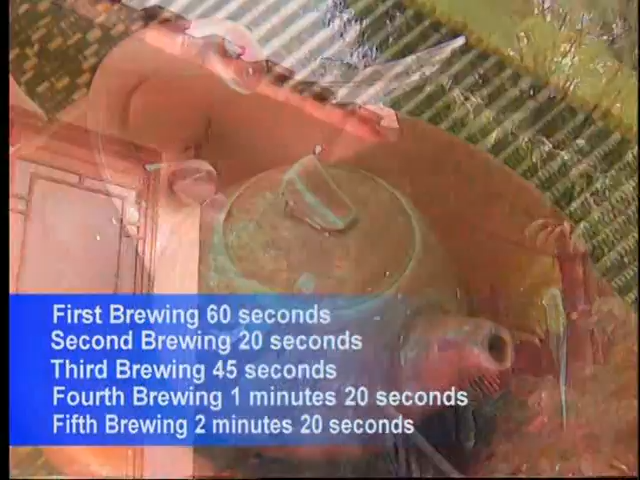 First Brewing 60 seconds
Second Brewing 20 seconds
Third Brewing 45 seconds
Fourth Brewing 1 minutes 20 seconds
Fifth Brewing 2 minutes 20 seconds